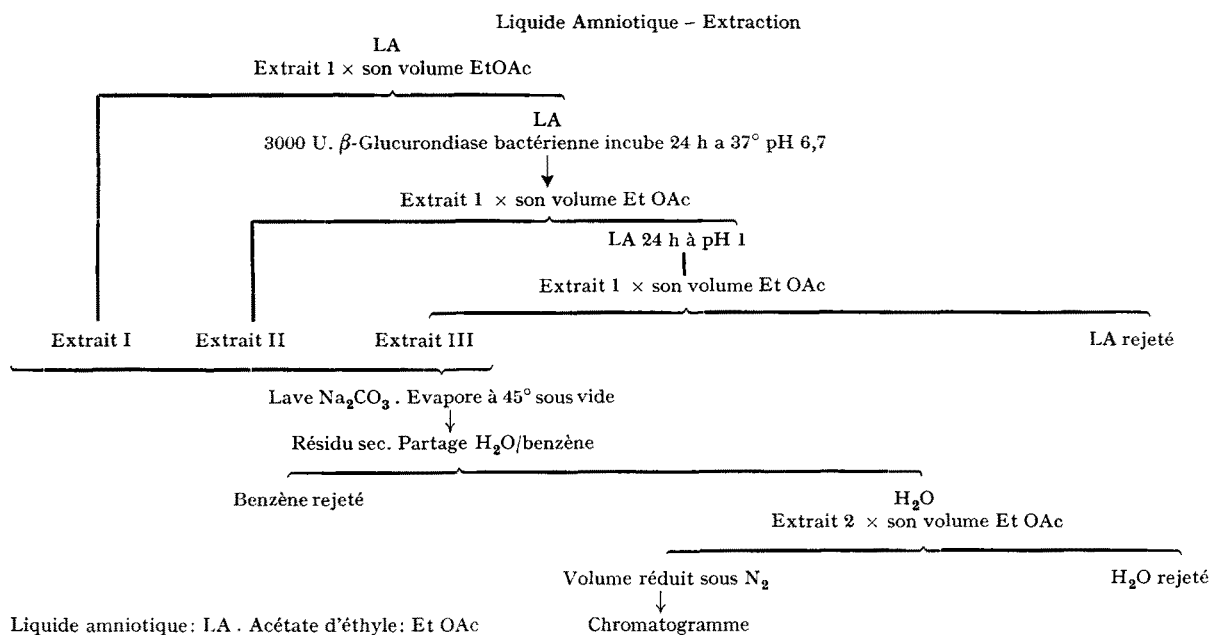 Liquide Amniotique – Extraction
LA
Extrait 1 × son volume EtOAc
LA
3000 U. β-Glucurondiase bactérienne incube 24 h a 37° pH 6,7
Extrait 1 × son volume Et OAc
LA 24 h à pH 1
Extrait 1 × son volume Et OAc
Extrait I Extrait II Extrait III LA rejeté
Lave Na₂CO₃ . Evapore à 45° sous vide
Résidu sec. Partage H₂O/benzène
Benzène rejeté H₂O
Extrait 2 × son volume Et OAc
Volume réduit sous N₂ H₂O rejeté
Liquide amniotique: LA . Acétate d'éthyle: Et OAc Chromatogramme